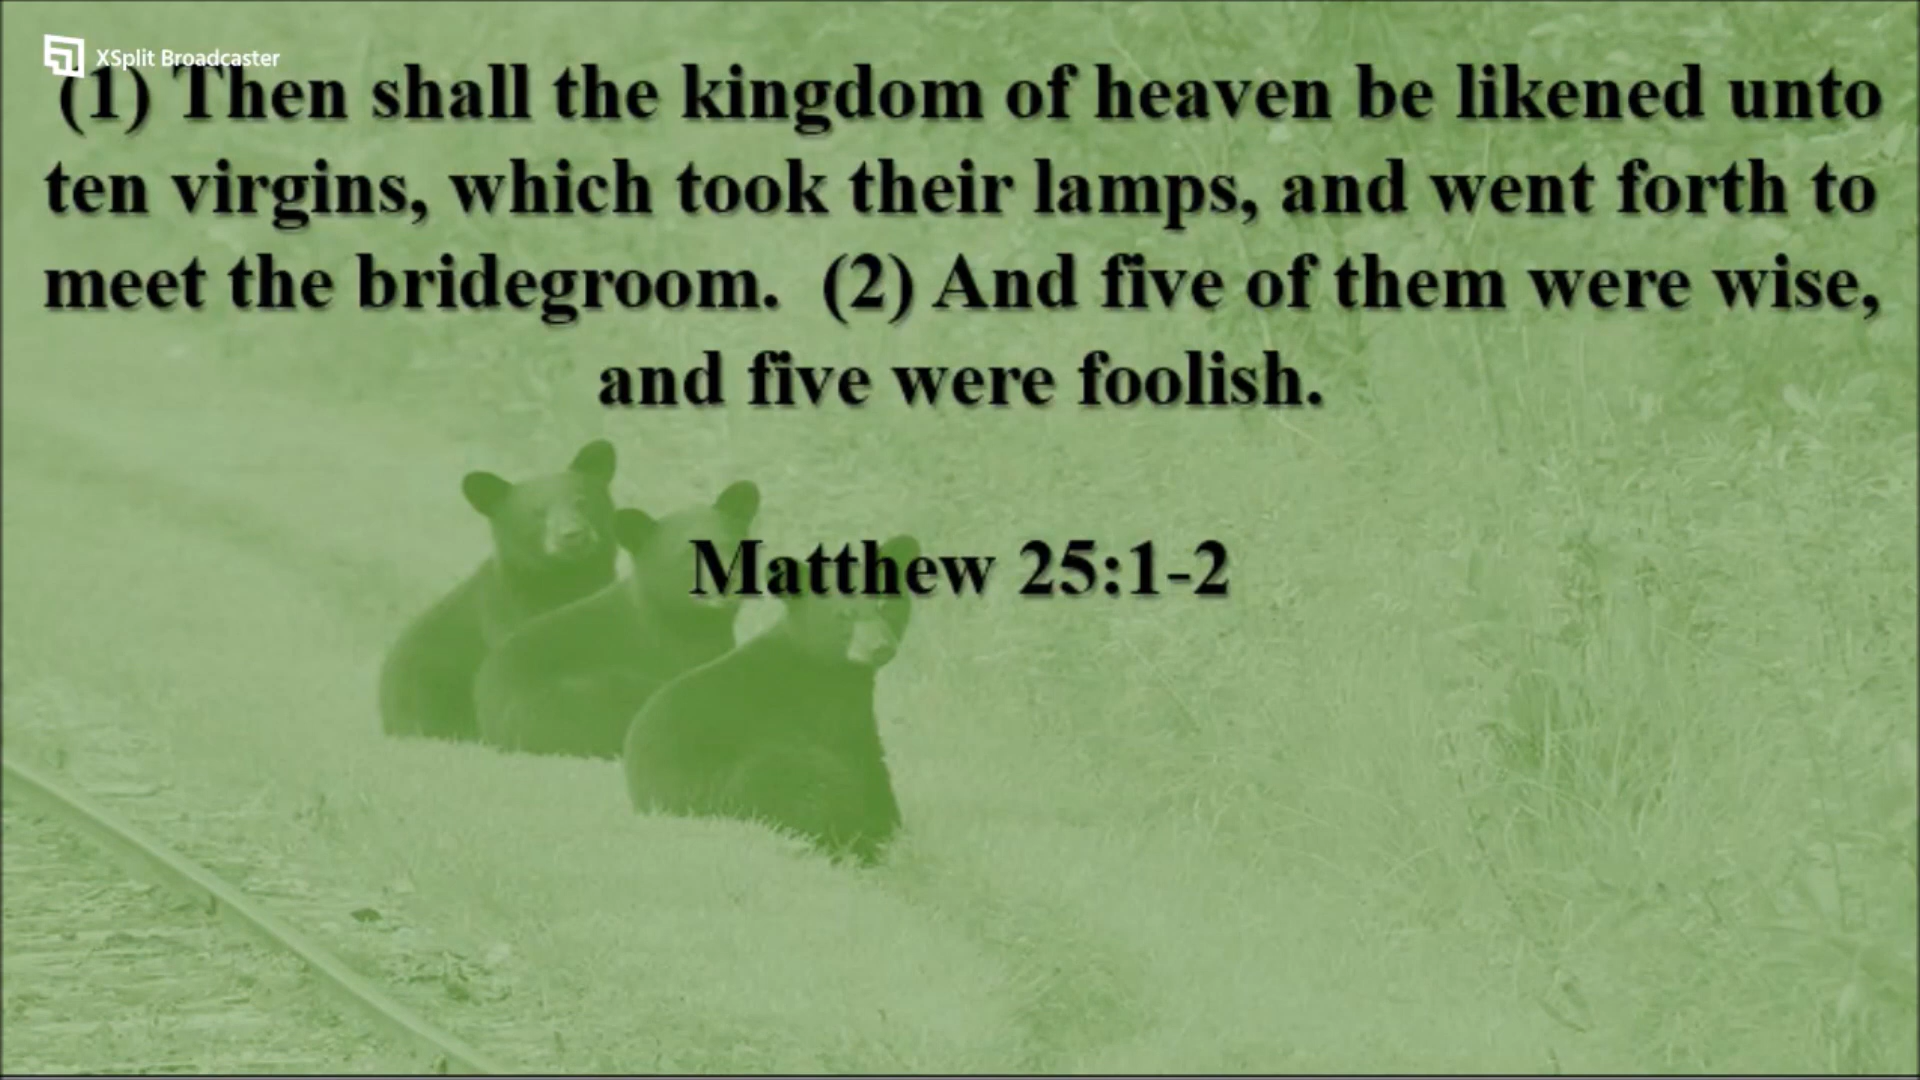 XSplit Broadcaster
(1) Then shall the kingdom of heaven be likened unto
ten virgins, which took their lamps, and went forth to
meet the bridegroom.  (2) And five of them were wise,
and five were foolish.
Matthew 25:1-2